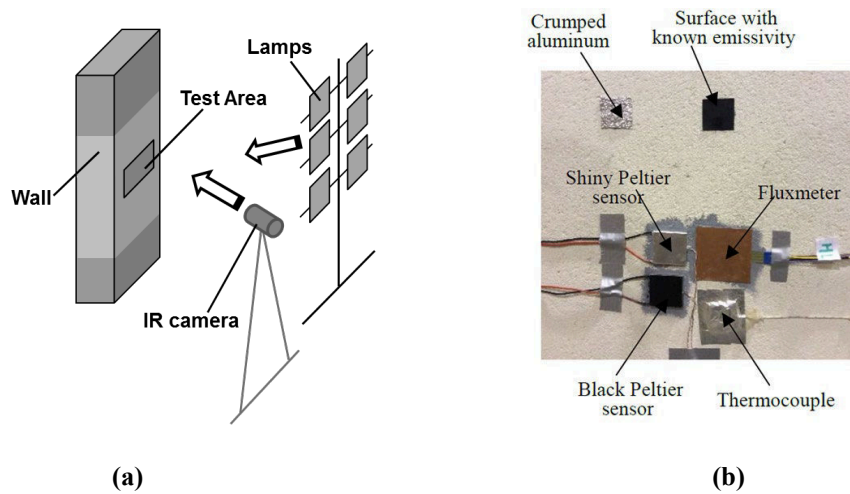 Lamps
Test Area
Wall
IR camera
(a)
Crumped
aluminum
Surface with
known emissivity
Shiny Peltier
sensor
Fluxmeter
Black Peltier
sensor
Thermocouple
(b)